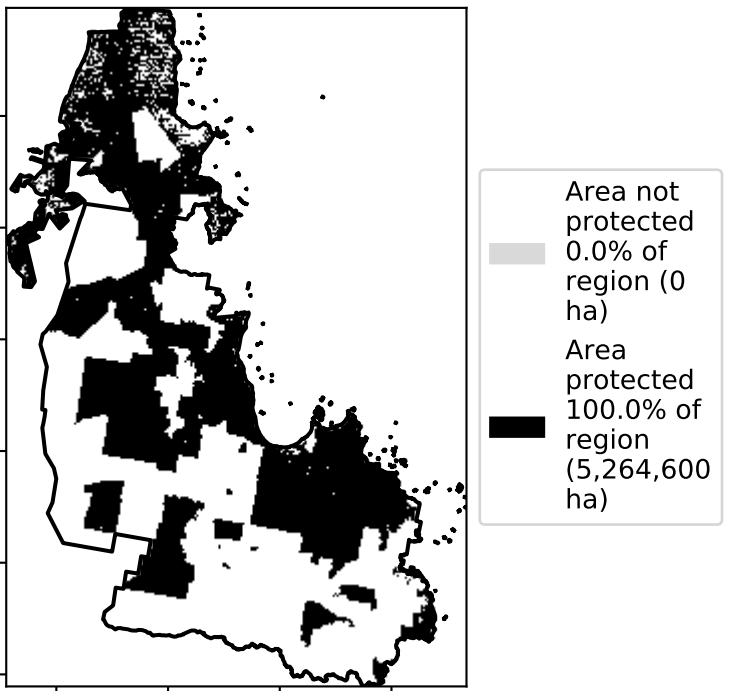 Area not
protected
0.0% of
region (0
ha)
Area
protected
100.0% of
region
(5,264,600
ha)